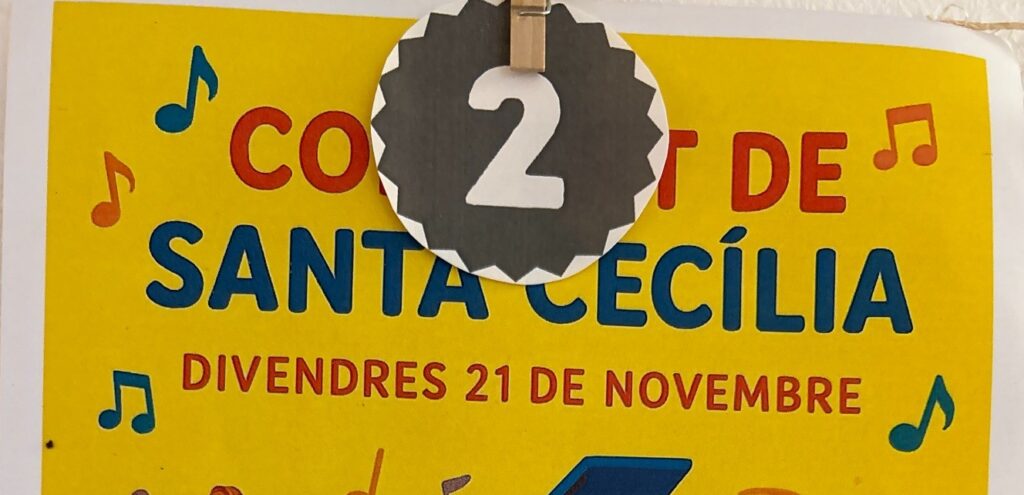 2
DE
SANTA CECÍLIA
DIVENDRES 21 DE NOVEMBRE